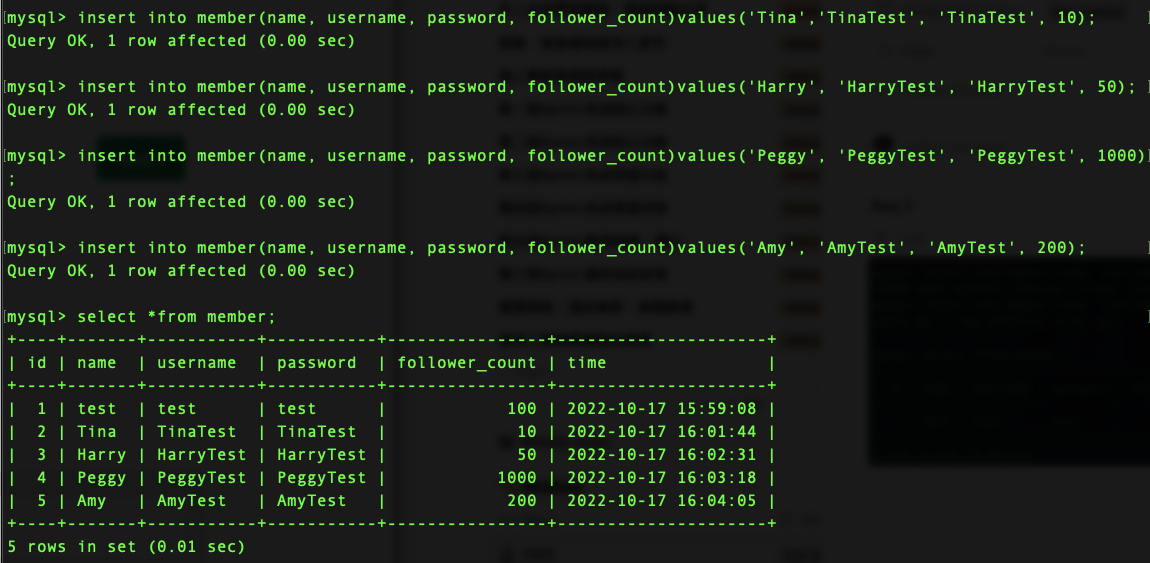 mysql> insert into member(name, username, password, follower_count)values('Tina','TinaTest', 'TinaTest', 10);
Query OK, 1 row affected (0.00 sec)
mysql> insert into member(name, username, password, follower_count)values('Harry', 'HarryTest', 'HarryTest', 50);
Query OK, 1 row affected (0.00 sec)
mysql> insert into member(name, username, password, follower_count)values('Peggy', 'PeggyTest', 'PeggyTest', 1000)
;
Query OK, 1 row affected (0.00 sec)
mysql> insert into member(name, username, password, follower_count)values('Amy', 'AmyTest', 'AmyTest', 200);
Query OK, 1 row affected (0.00 sec)
mysql> select *from member;
+----+-------+-----------+-----------+----------------+---------------------+
| id | name  | username  | password  | follower_count | time                |
+----+-------+-----------+-----------+----------------+---------------------+
|  1 | test  | test      | test      |            100 | 2022-10-17 15:59:08 |
|  2 | Tina  | TinaTest  | TinaTest  |             10 | 2022-10-17 16:01:44 |
|  3 | Harry | HarryTest | HarryTest |             50 | 2022-10-17 16:02:31 |
|  4 | Peggy | PeggyTest | PeggyTest |           1000 | 2022-10-17 16:03:18 |
|  5 | Amy   | AmyTest   | AmyTest   |            200 | 2022-10-17 16:04:05 |
+----+-------+-----------+-----------+----------------+---------------------+
5 rows in set (0.01 sec)